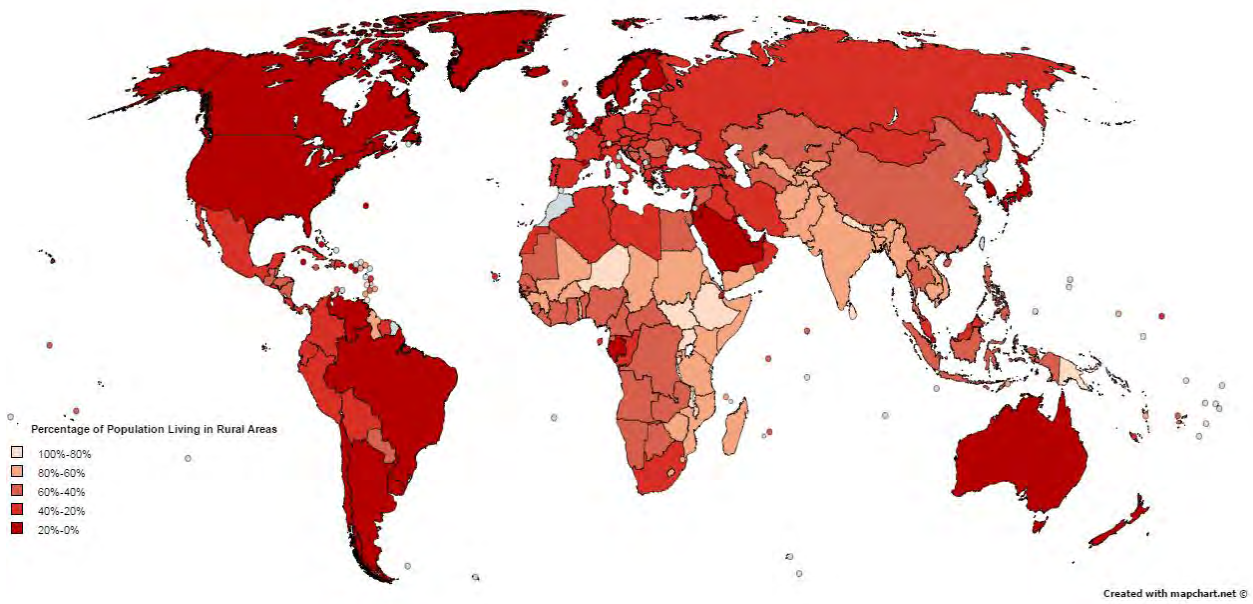 Percentage of Population Living in Rural Areas
100%-80%
80%-60%
60%-40%
40%-20%
20%-0%
Created with mapchart.net ©